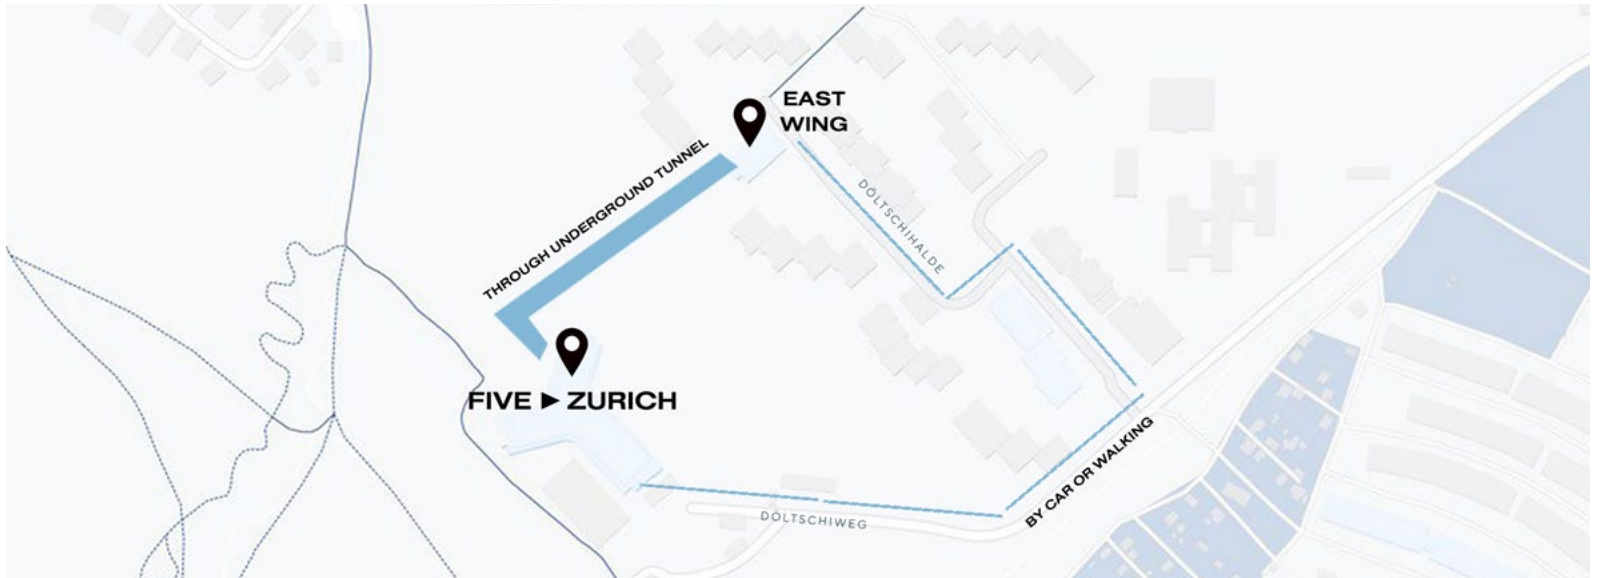 EAST
WING
THROUGH UNDERGROUND TUNNEL
DÖLTSCHIHALDE
FIVE ► ZURICH
BY CAR OR WALKING
DÖLTSCHIWEG